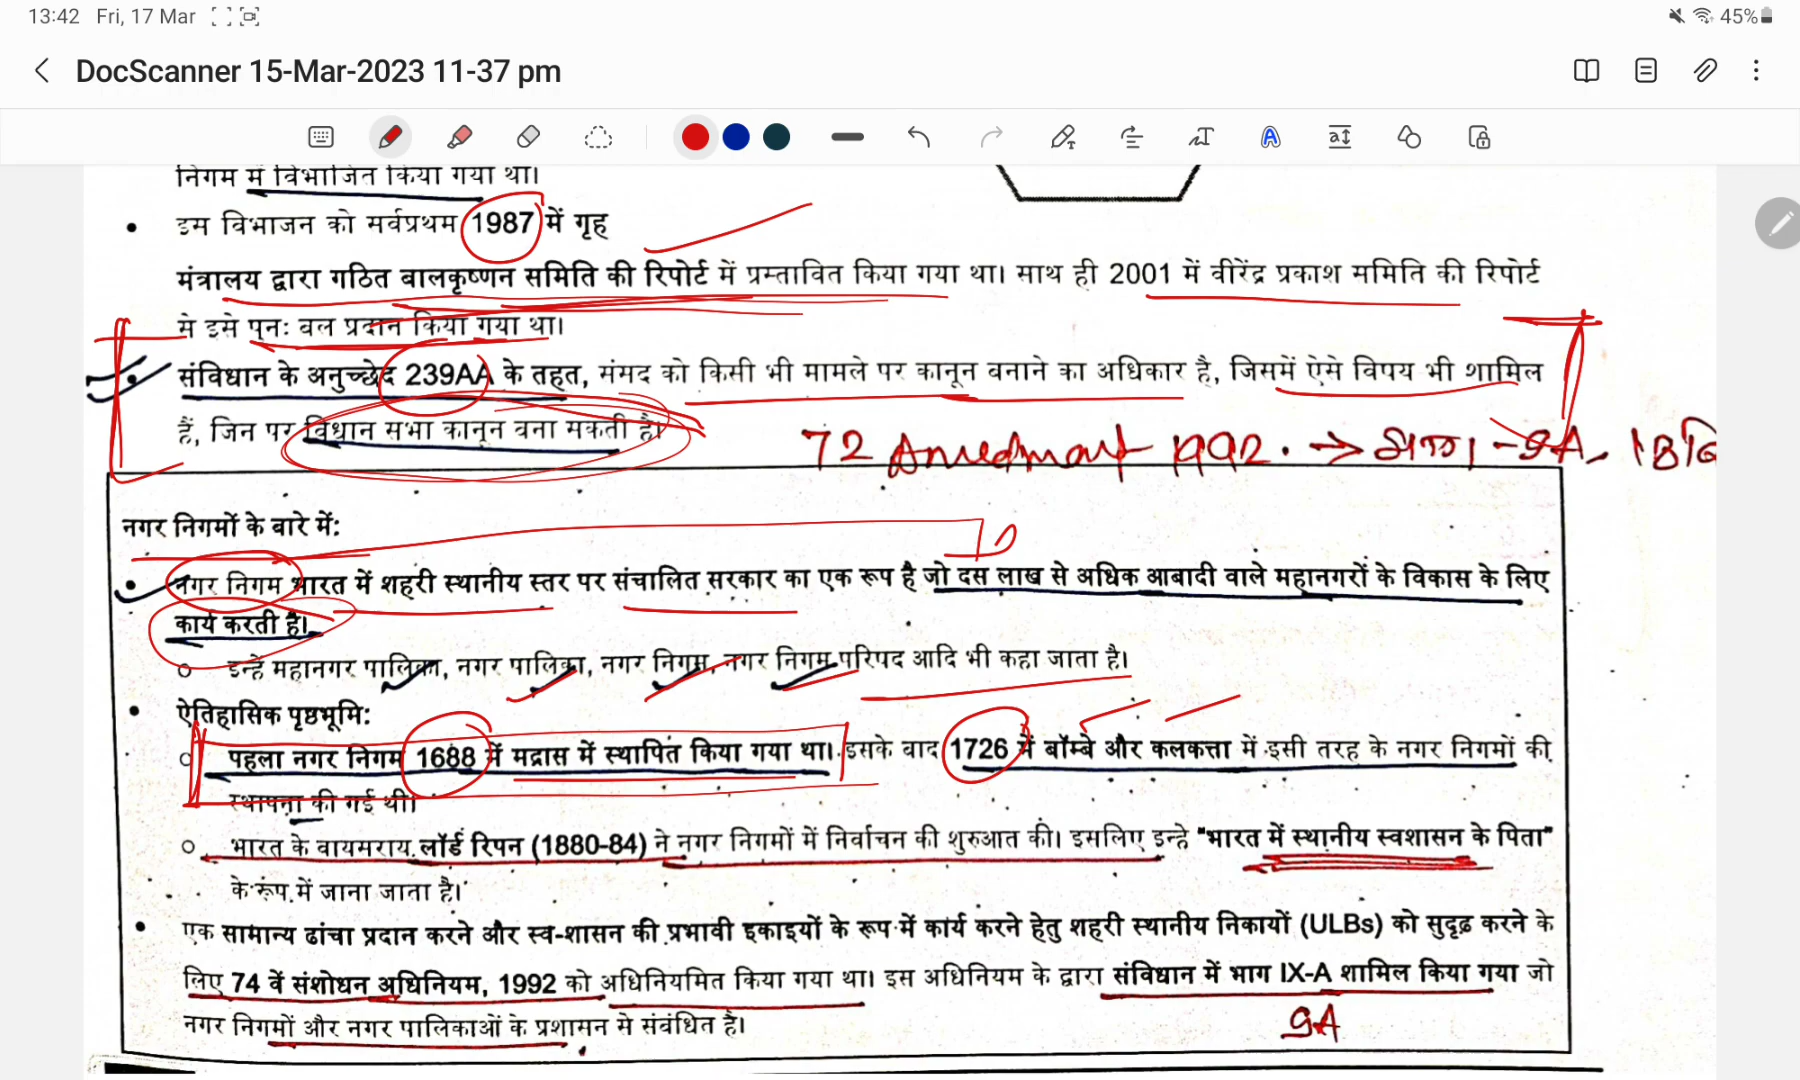 13:42 Fri, 17 Mar 45%
DocScanner 15-Mar-2023 11-37 pm
निगम में विभाजित किया गया था।
• इस विभाजन को सर्वप्रथम 1987 में गृह
मंत्रालय द्वारा गठित बालकृष्णन समिति की रिपोर्ट में प्रस्तावित किया गया था। साथ ही 2001 में वीरेंद्र प्रकाश समिति की रिपोर्ट
से इसे पुनः बल प्रदान किया गया था।
• संविधान के अनुच्छेद 239AA के तहत, संसद को किसी भी मामले पर कानून बनाने का अधिकार है, जिसमें ऐसे विषय भी शामिल
हैं, जिन पर विधान सभा कानून बना सकती है।
72 Amedment 1992. → भाग -9A.
नगर निगमों के बारे में:
10
• नगर निगम भारत में शहरी स्थानीय स्तर पर संचालित सरकार का एक रूप है जो दस लाख से अधिक आबादी वाले महानगरों के विकास के लिए
कार्य करती है।
o इन्हें महानगर पालिका, नगर पालिका, नगर निगम, नगर निगम परिषद आदि भी कहा जाता है।
• ऐतिहासिक पृष्ठभूमि:
o पहला नगर निगम 1688 में मद्रास में स्थापित किया गया था। इसके बाद 1726 में बॉम्बे और कलकत्ता में इसी तरह के नगर निगमों की
स्थापना की गई थी।
o भारत के वायसराय लॉर्ड रिपन (1880-84) ने नगर निगमों में निर्वाचन की शुरुआत की। इसलिए इन्हे "भारत में स्थानीय स्वशासन के पिता"
के रूप में जाना जाता है।
• एक सामान्य ढांचा प्रदान करने और स्व-शासन की प्रभावी इकाइयों के रूप में कार्य करने हेतु शहरी स्थानीय निकायों (ULBs) को सुदृढ़ करने के
लिए 74 वें संशोधन अधिनियम, 1992 को अधिनियमित किया गया था। इस अधिनियम के द्वारा संविधान में भाग IX-A शामिल किया गया जो
नगर निगमों और नगर पालिकाओं के प्रशासन से संबंधित है।
9A